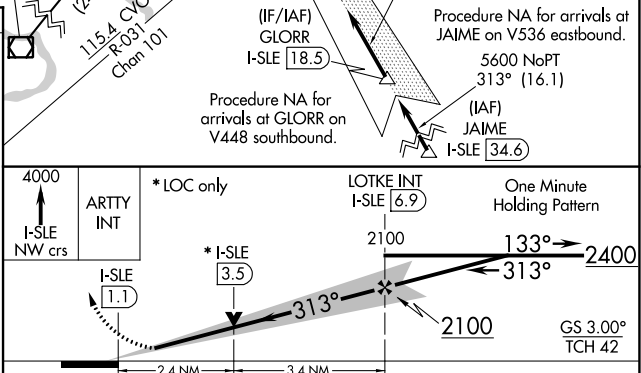 (2
115.4 CVO
R-031
Chan 101
(IF/IAF)
GLORR
I-SLE 18.5
Procedure NA for arrivals at
JAIME on V536 eastbound.
5600 NoPT
313° (16.1)
(IAF)
JAIME
I-SLE 34.6
Procedure NA for
arrivals at GLORR on
V448 southbound.
4000
I-SLE
NW crs
ARTTY
INT
* LOC only
LOTKE INT
I-SLE 6.9
One Minute
Holding Pattern
2100
133°
2400
313°
* I-SLE
3.5
I-SLE
1.1
313°
2100
GS 3.00°
TCH 42
2.4 NM
3.4 NM